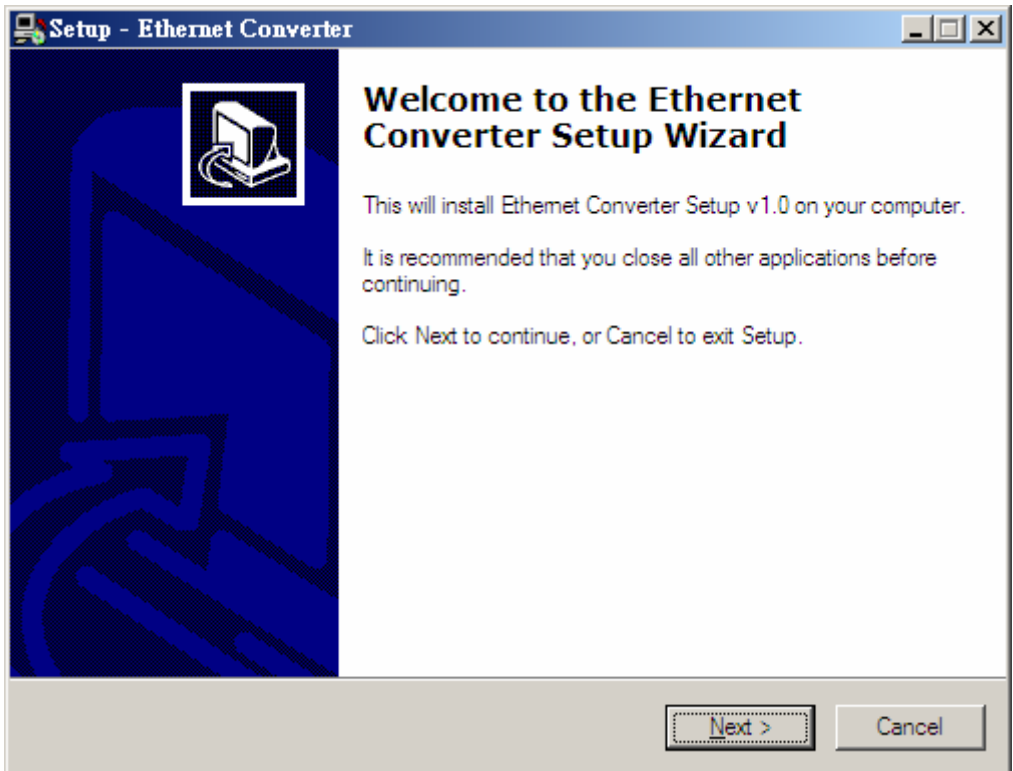 Setup - Ethernet Converter
Welcome to the Ethernet
Converter Setup Wizard
This will install Ethernet Converter Setup v1.0 on your computer.
It is recommended that you close all other applications before
continuing.
Click Next to continue, or Cancel to exit Setup.
Next >
Cancel